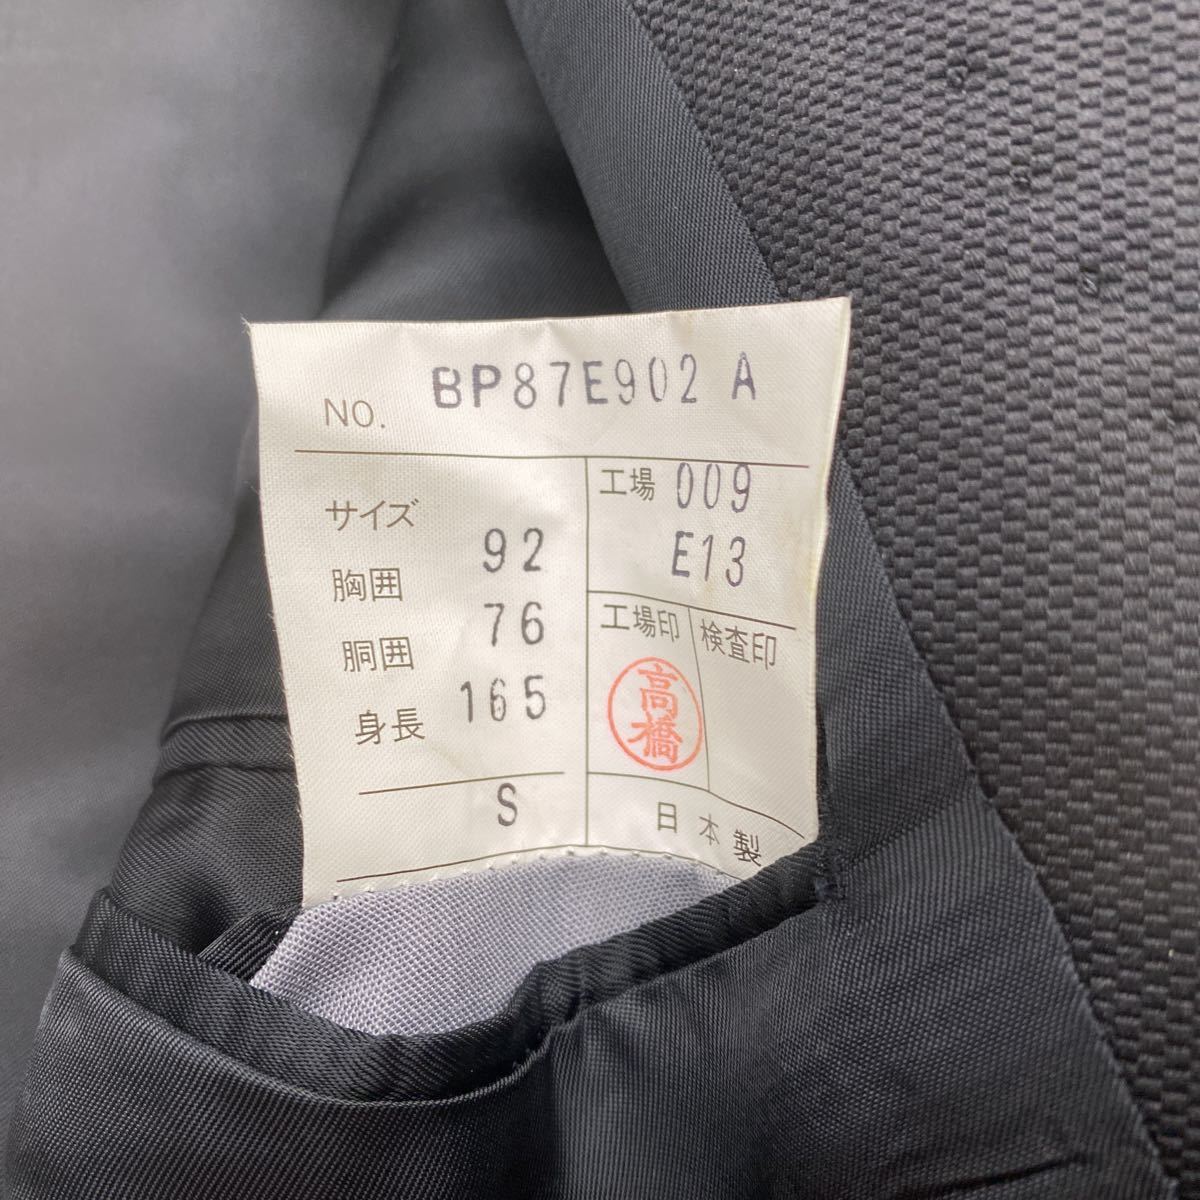 NO. BP87E902 A
サイズ
胸囲 92
胴囲 76
身長 165
S
工場 009
E13
工場印 検査印
高橋
日本製